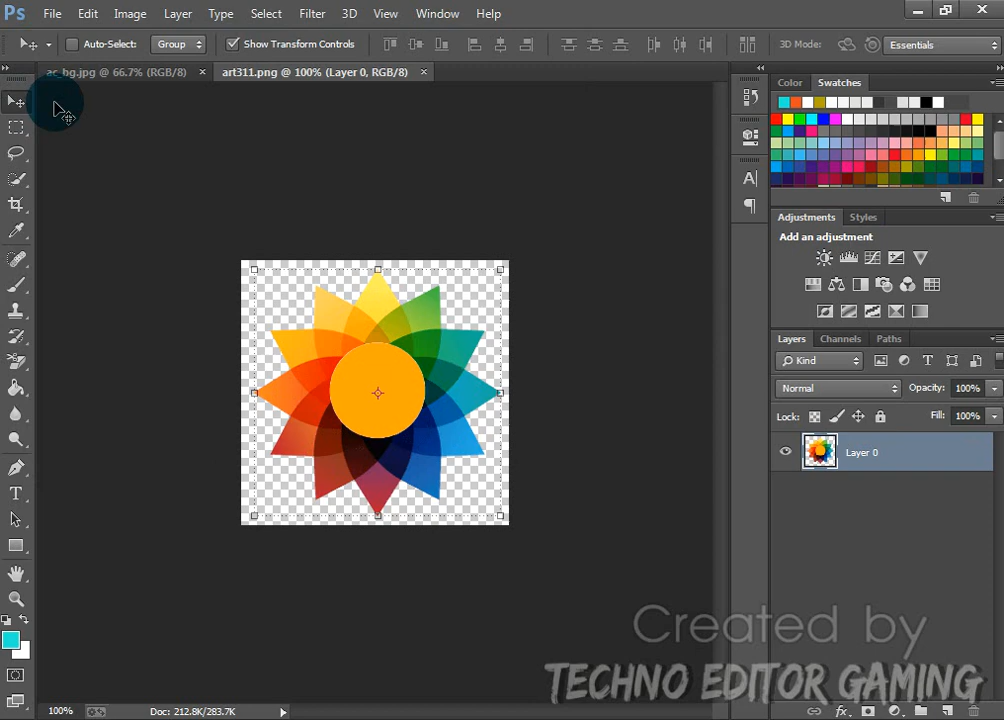 Ps File Edit Image Layer Type Select Filter 3D View Window Help
Auto-Select: Group Show Transform Controls 3D Mode: Essentials
ac_bg.jpg @ 66.7% (RGB/8) × art311.png @ 100% (Layer 0, RGB/8) ×
Color Swatches
Adjustments Styles
Add an adjustment
Layers Channels Paths
Kind
Normal Opacity: 100%
Lock: Fill: 100%
Layer 0
Created by
TECHNO EDITOR GAMING
100% Doc: 212.8K/283.7K